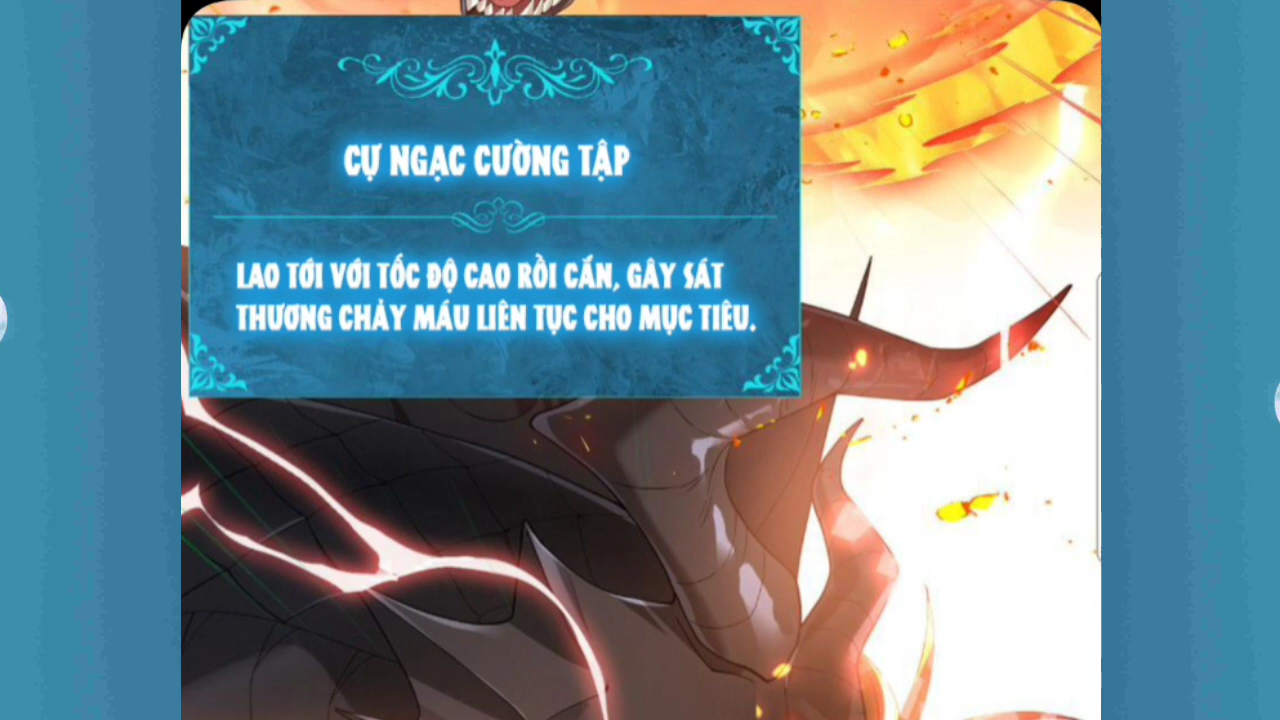 CỰ NGẠC CƯỜNG TẬP
LAO TỚI VỚI TỐC ĐỘ CAO RỒI CẮN, GÂY SÁT
THƯƠNG CHẢY MÁU LIÊN TỤC CHO MỤC TIÊU.